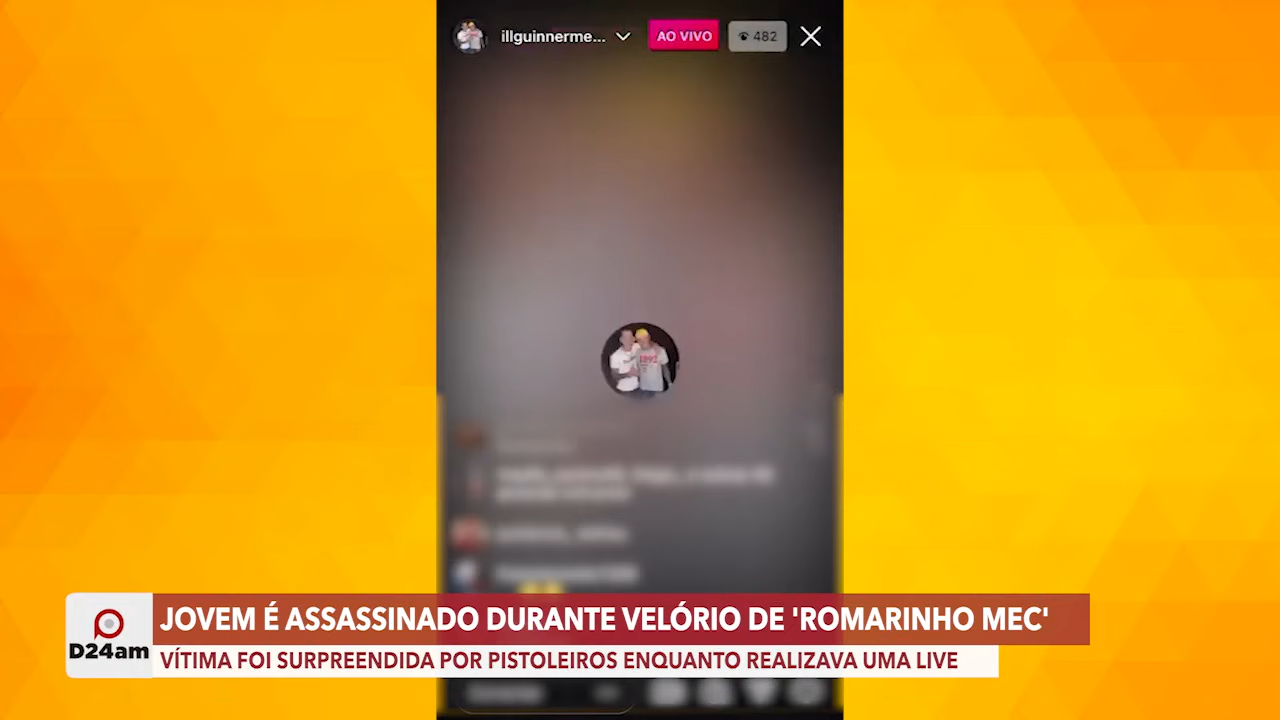 illguinnerme...
AO VIVO
482
1892
D24am
JOVEM É ASSASSINADO DURANTE VELÓRIO DE 'ROMARINHO MEC'
VÍTIMA FOI SURPREENDIDA POR PISTOLEIROS ENQUANTO REALIZAVA UMA LIVE